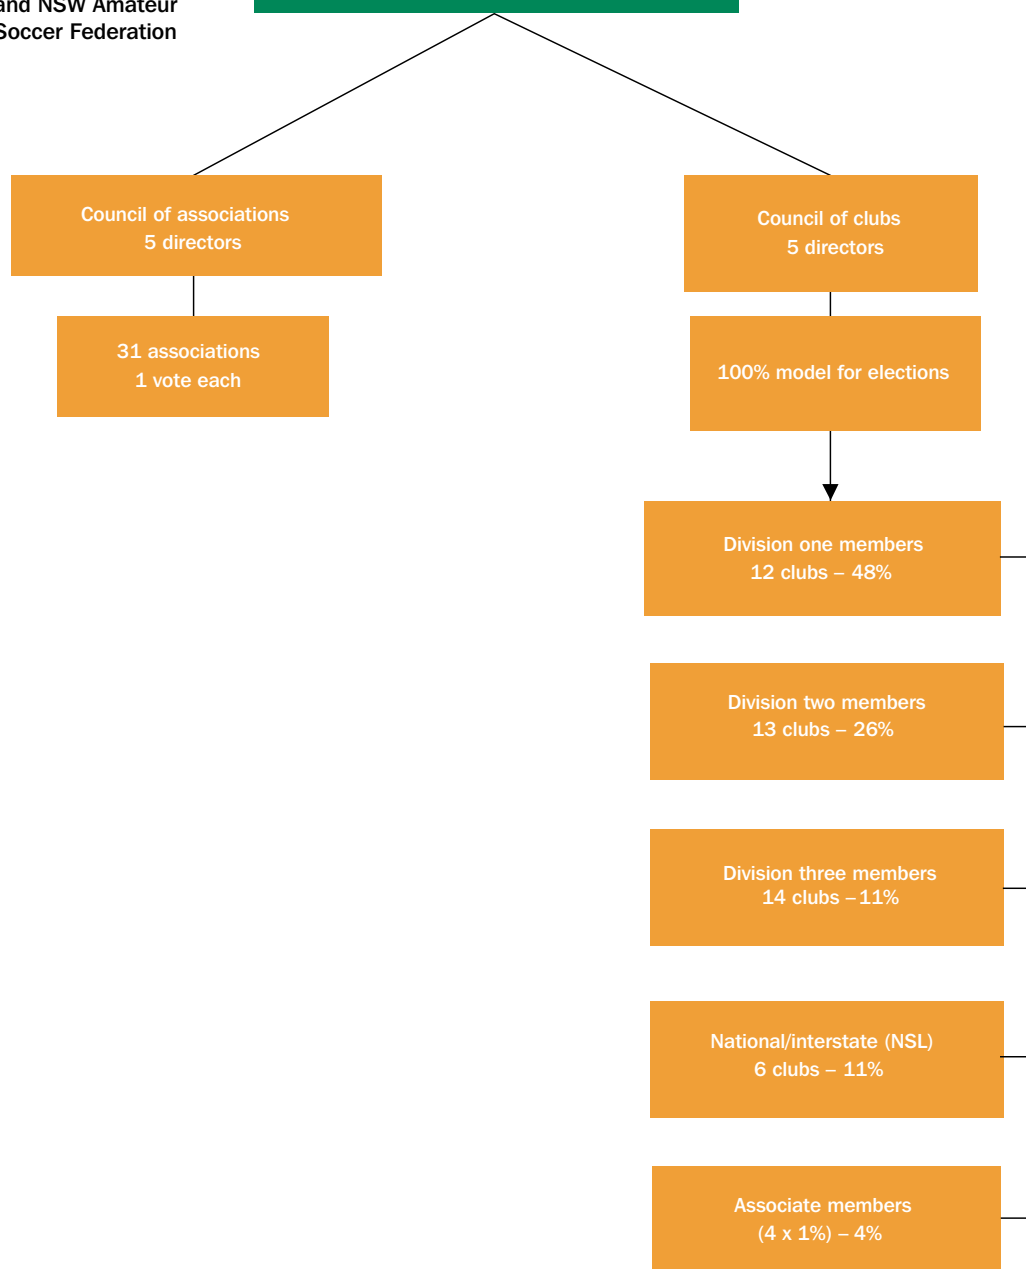 and NSW Amateur
Soccer Federation
Council of associations
5 directors
31 associations
1 vote each
Council of clubs
5 directors
100% model for elections
Division one members
12 clubs – 48%
Division two members
13 clubs – 26%
Division three members
14 clubs – 11%
National/interstate (NSL)
6 clubs – 11%
Associate members
(4 x 1%) – 4%